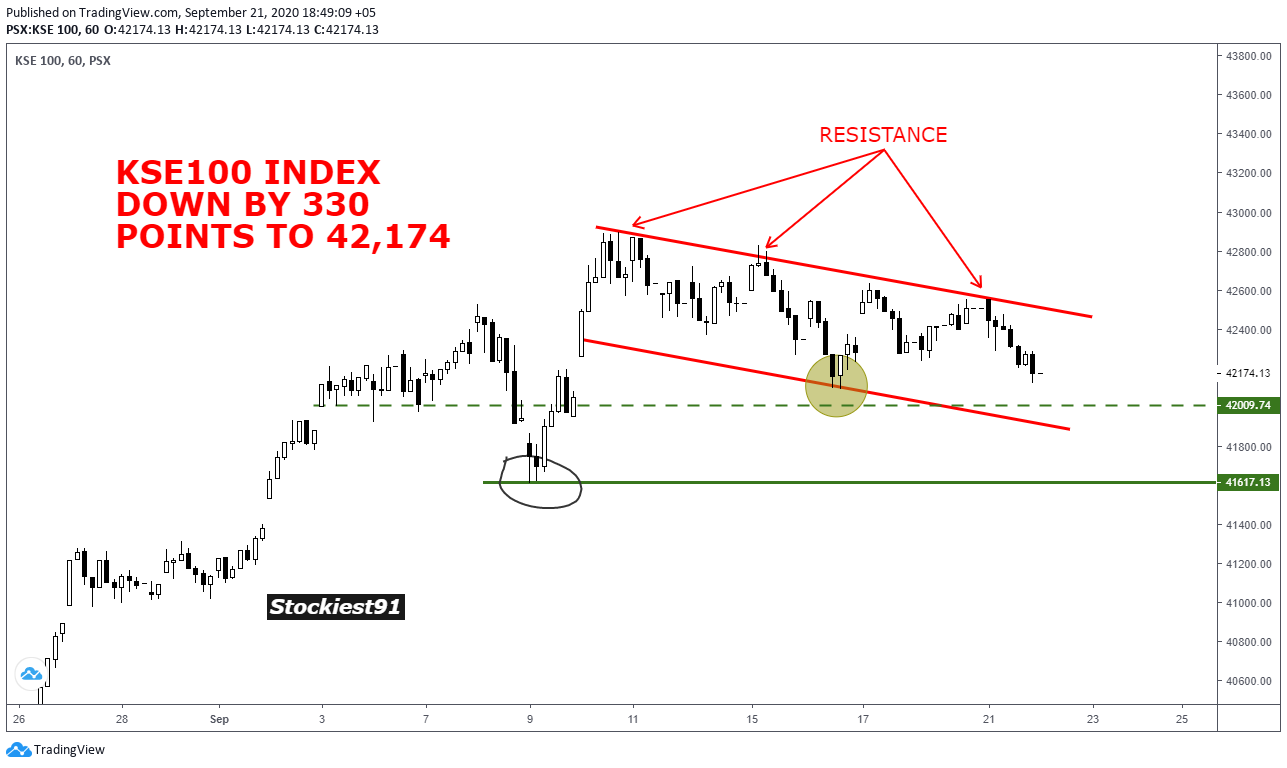 Published on TradingView.com, September 21, 2020 18:49:09 +05
PSX:KSE 100, 60 O:42174.13 H:42174.13 L:42174.13 C:42174.13
KSE 100, 60, PSX
RESISTANCE
KSE100 INDEX
DOWN BY 330
POINTS TO 42,174
Stockiest91
43800.00
43600.00
43400.00
43200.00
43000.00
42800.00
42600.00
42400.00
42174.13
42009.74
41800.00
41617.13
41400.00
41200.00
41000.00
40800.00
40600.00
26 28 Sep 3 7 9 11 15 17 21 23 25
TradingView